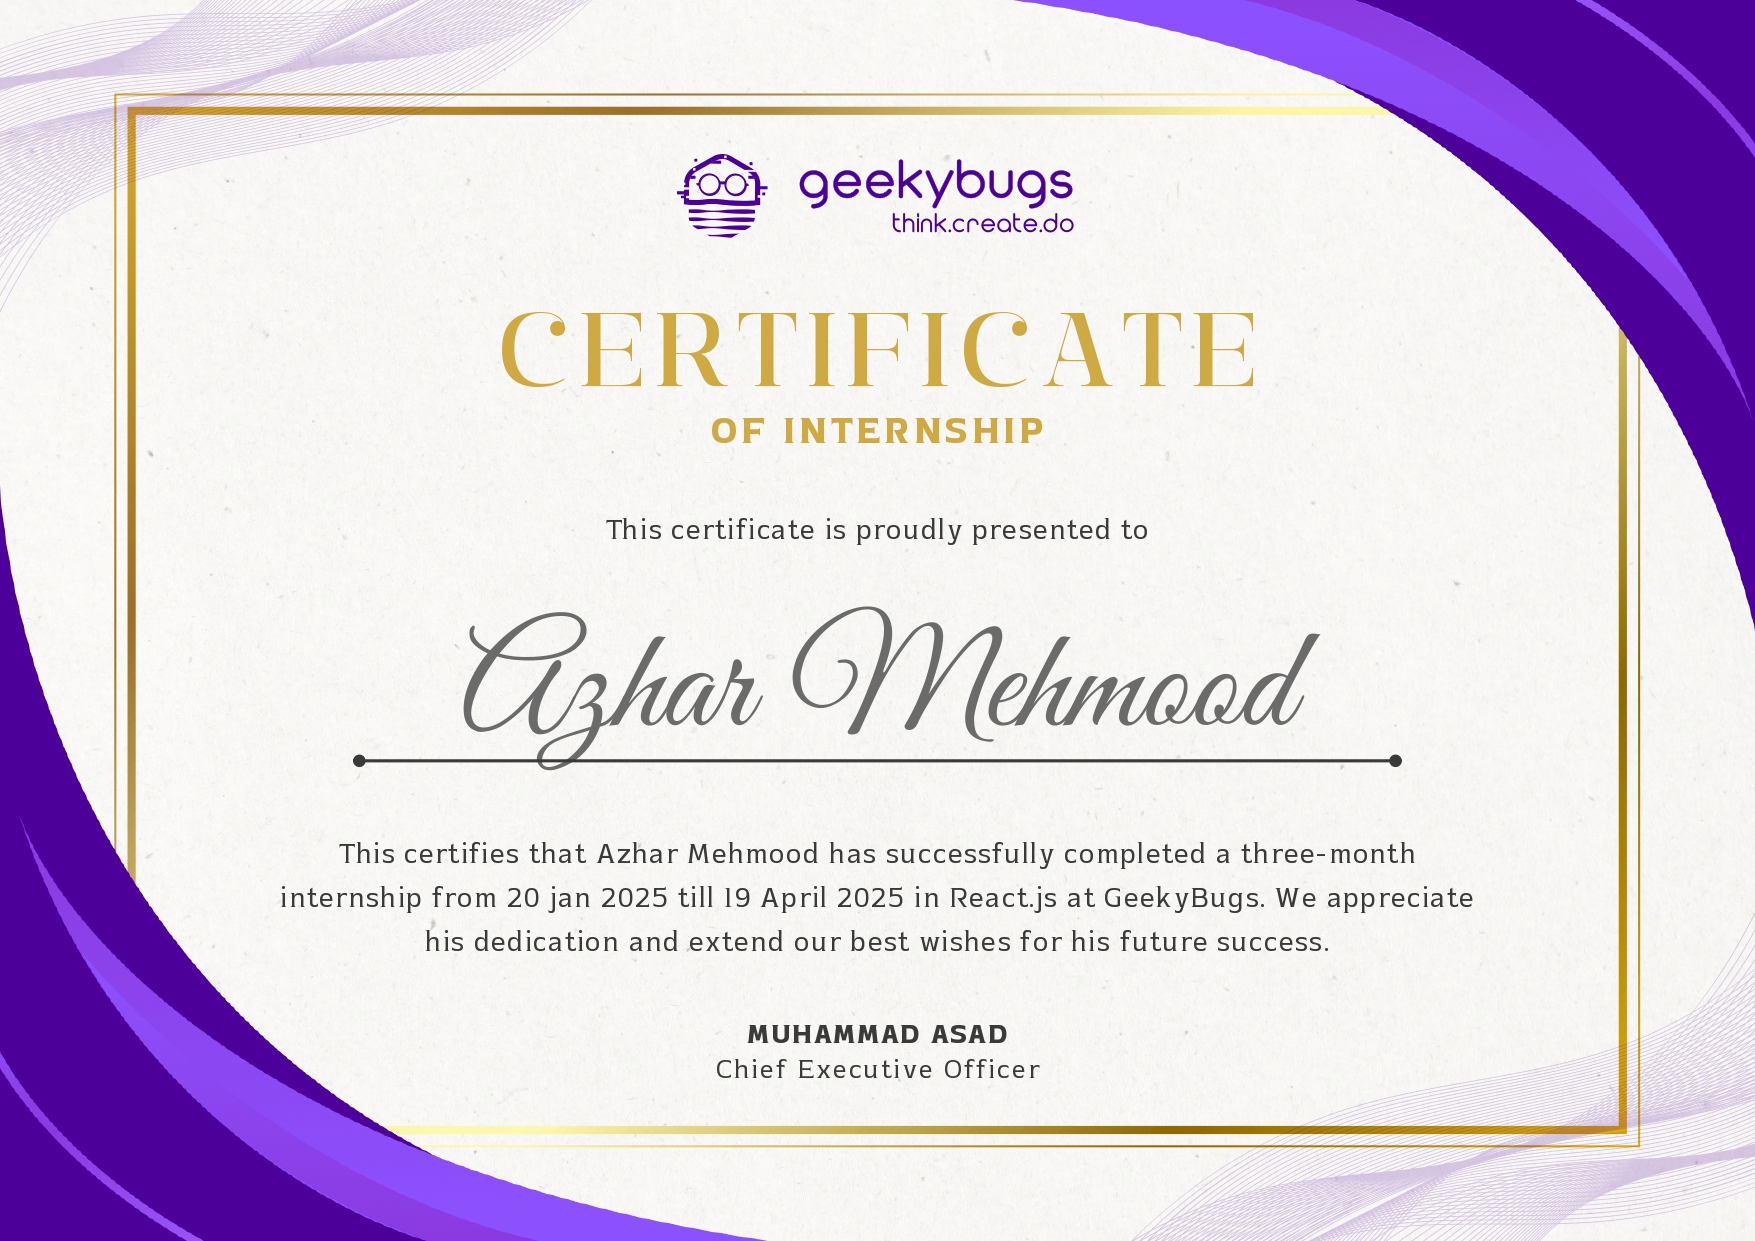 geekybugs
think.create.do
CERTIFICATE
OF INTERNSHIP
This certificate is proudly presented to
Azhar Mehmood
This certifies that Azhar Mehmood has successfully completed a three-month
internship from 20 jan 2025 till 19 April 2025 in React.js at GeekyBugs. We appreciate
his dedication and extend our best wishes for his future success.
MUHAMMAD ASAD
Chief Executive Officer